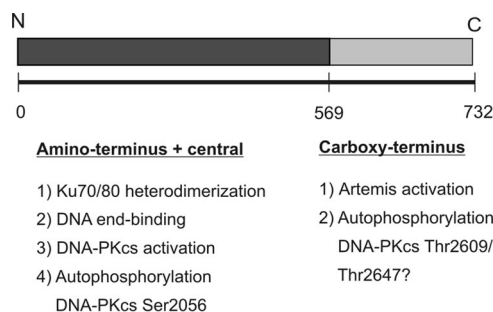 N
C
0
569
732
Amino-terminus + central
1) Ku70/80 heterodimerization
2) DNA end-binding
3) DNA-PKcs activation
4) Autophosphorylation
DNA-PKcs Ser2056
Carboxy-terminus
1) Artemis activation
2) Autophosphorylation
DNA-PKcs Thr2609/
Thr2647?